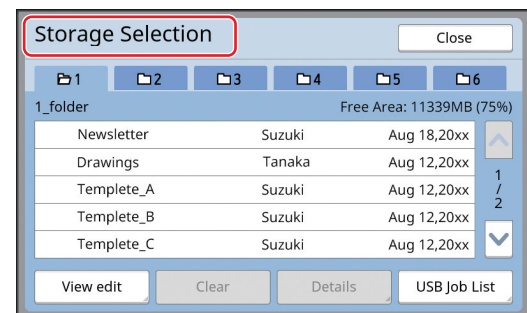 Storage Selection
Close
1 2 3 4 5 6
1_folder Free Area: 11339MB (75%)
Newsletter Suzuki Aug 18,20xx
Drawings Tanaka Aug 12,20xx
Templete_A Suzuki Aug 12,20xx
Templete_B Suzuki Aug 12,20xx
Templete_C Suzuki Aug 12,20xx
1
/
2
View edit Clear Details USB Job List